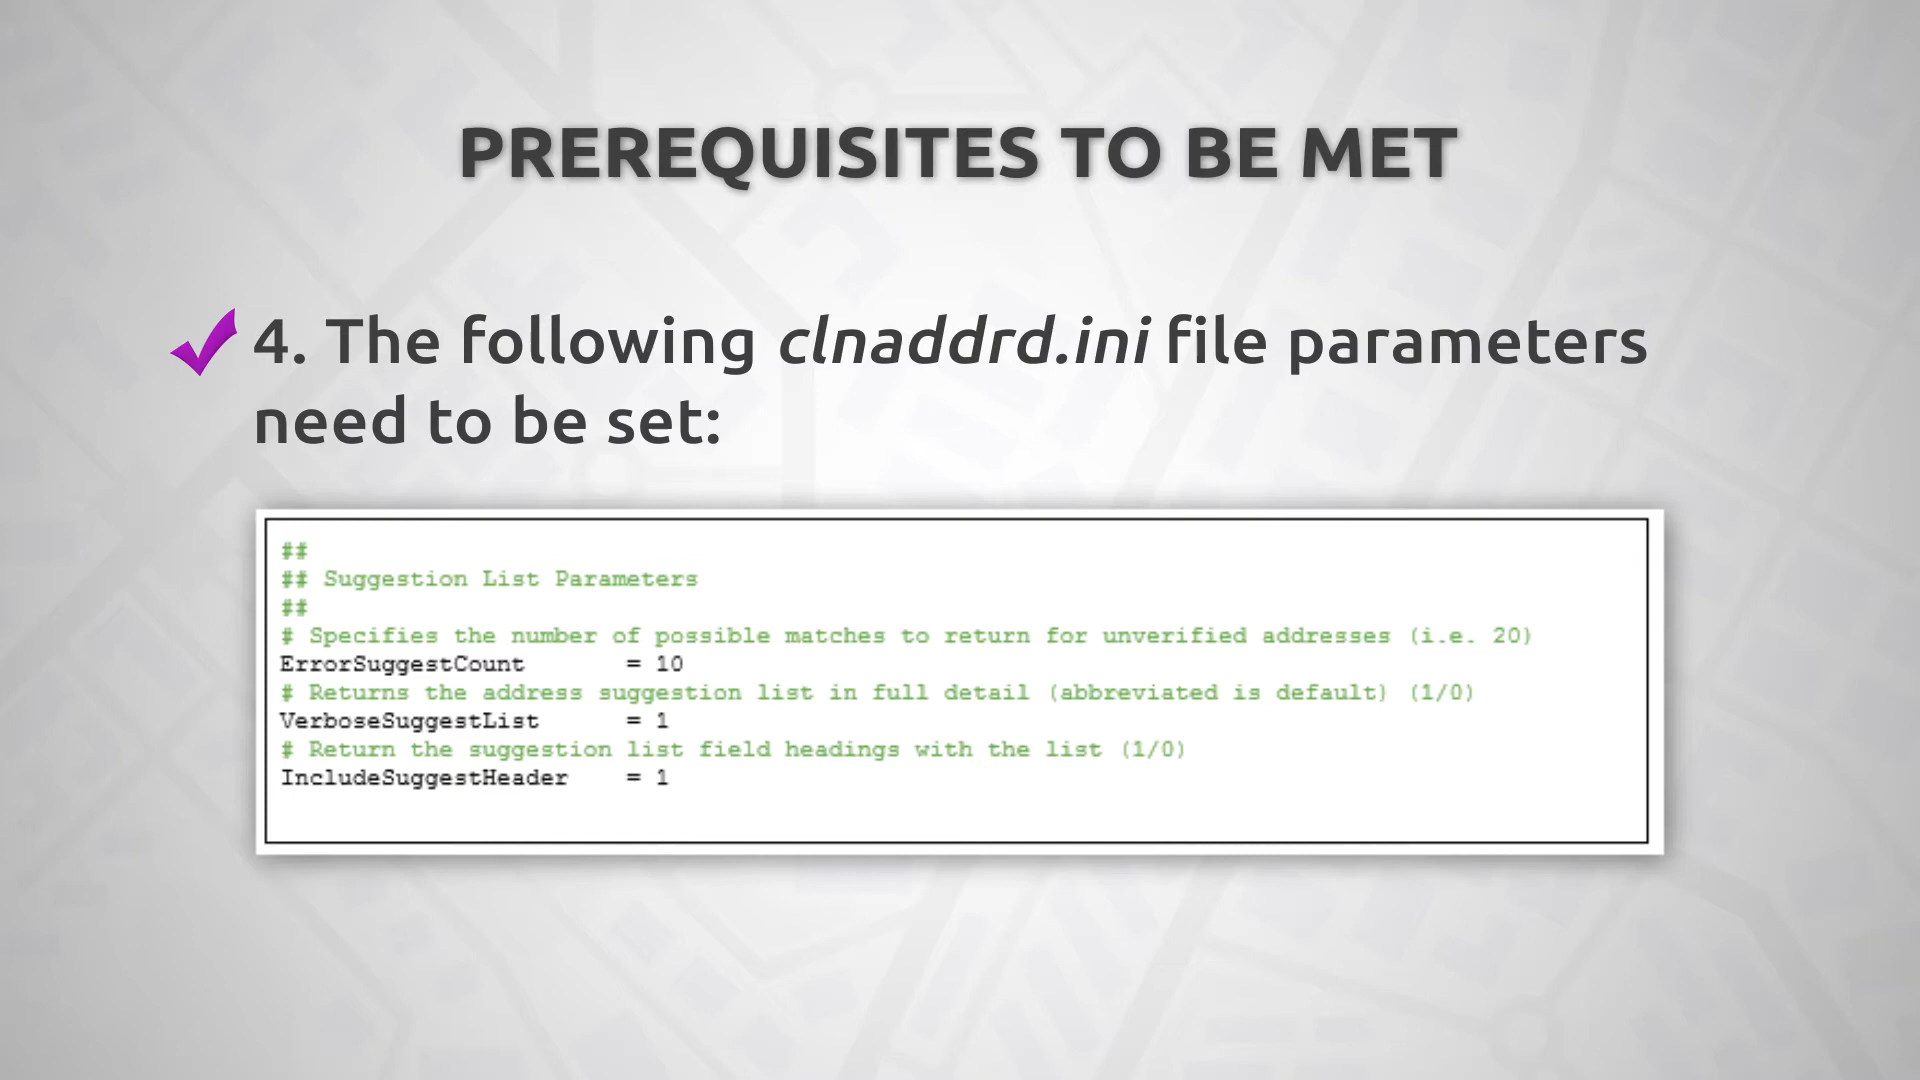 PREREQUISITES TO BE MET
4. The following clnaddrd.ini file parameters
need to be set:
##
## Suggestion List Parameters
##
# Specifies the number of possible matches to return for unverified addresses (i.e. 20)
ErrorSuggestCount = 10
# Returns the address suggestion list in full detail (abbreviated is default) (1/0)
VerboseSuggestList = 1
# Return the suggestion list field headings with the list (1/0)
IncludeSuggestHeader = 1